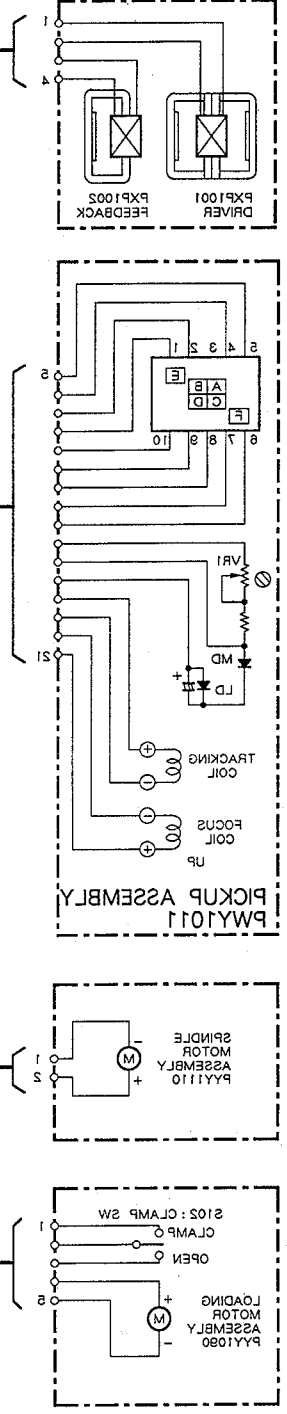 1
4
PXP1002
FEEDBACK
PXP1001
DRIVER
5
1 2 3 4 5
E
A B
C D
F
10 9 8 7 6
VR1
MD
LD
+
21
+
TRACKING
COIL
-
-
FOCUS
COIL
+
UP
PICKUP ASSEMBLY
PWY1011
1
2
-
M
+
SPINDLE
MOTOR
ASSEMBLY
PYY1110
S102: CLAMP SW
1
CLAMP
OPEN
5
+
M
-
LOADING
MOTOR
ASSEMBLY
PYY1090